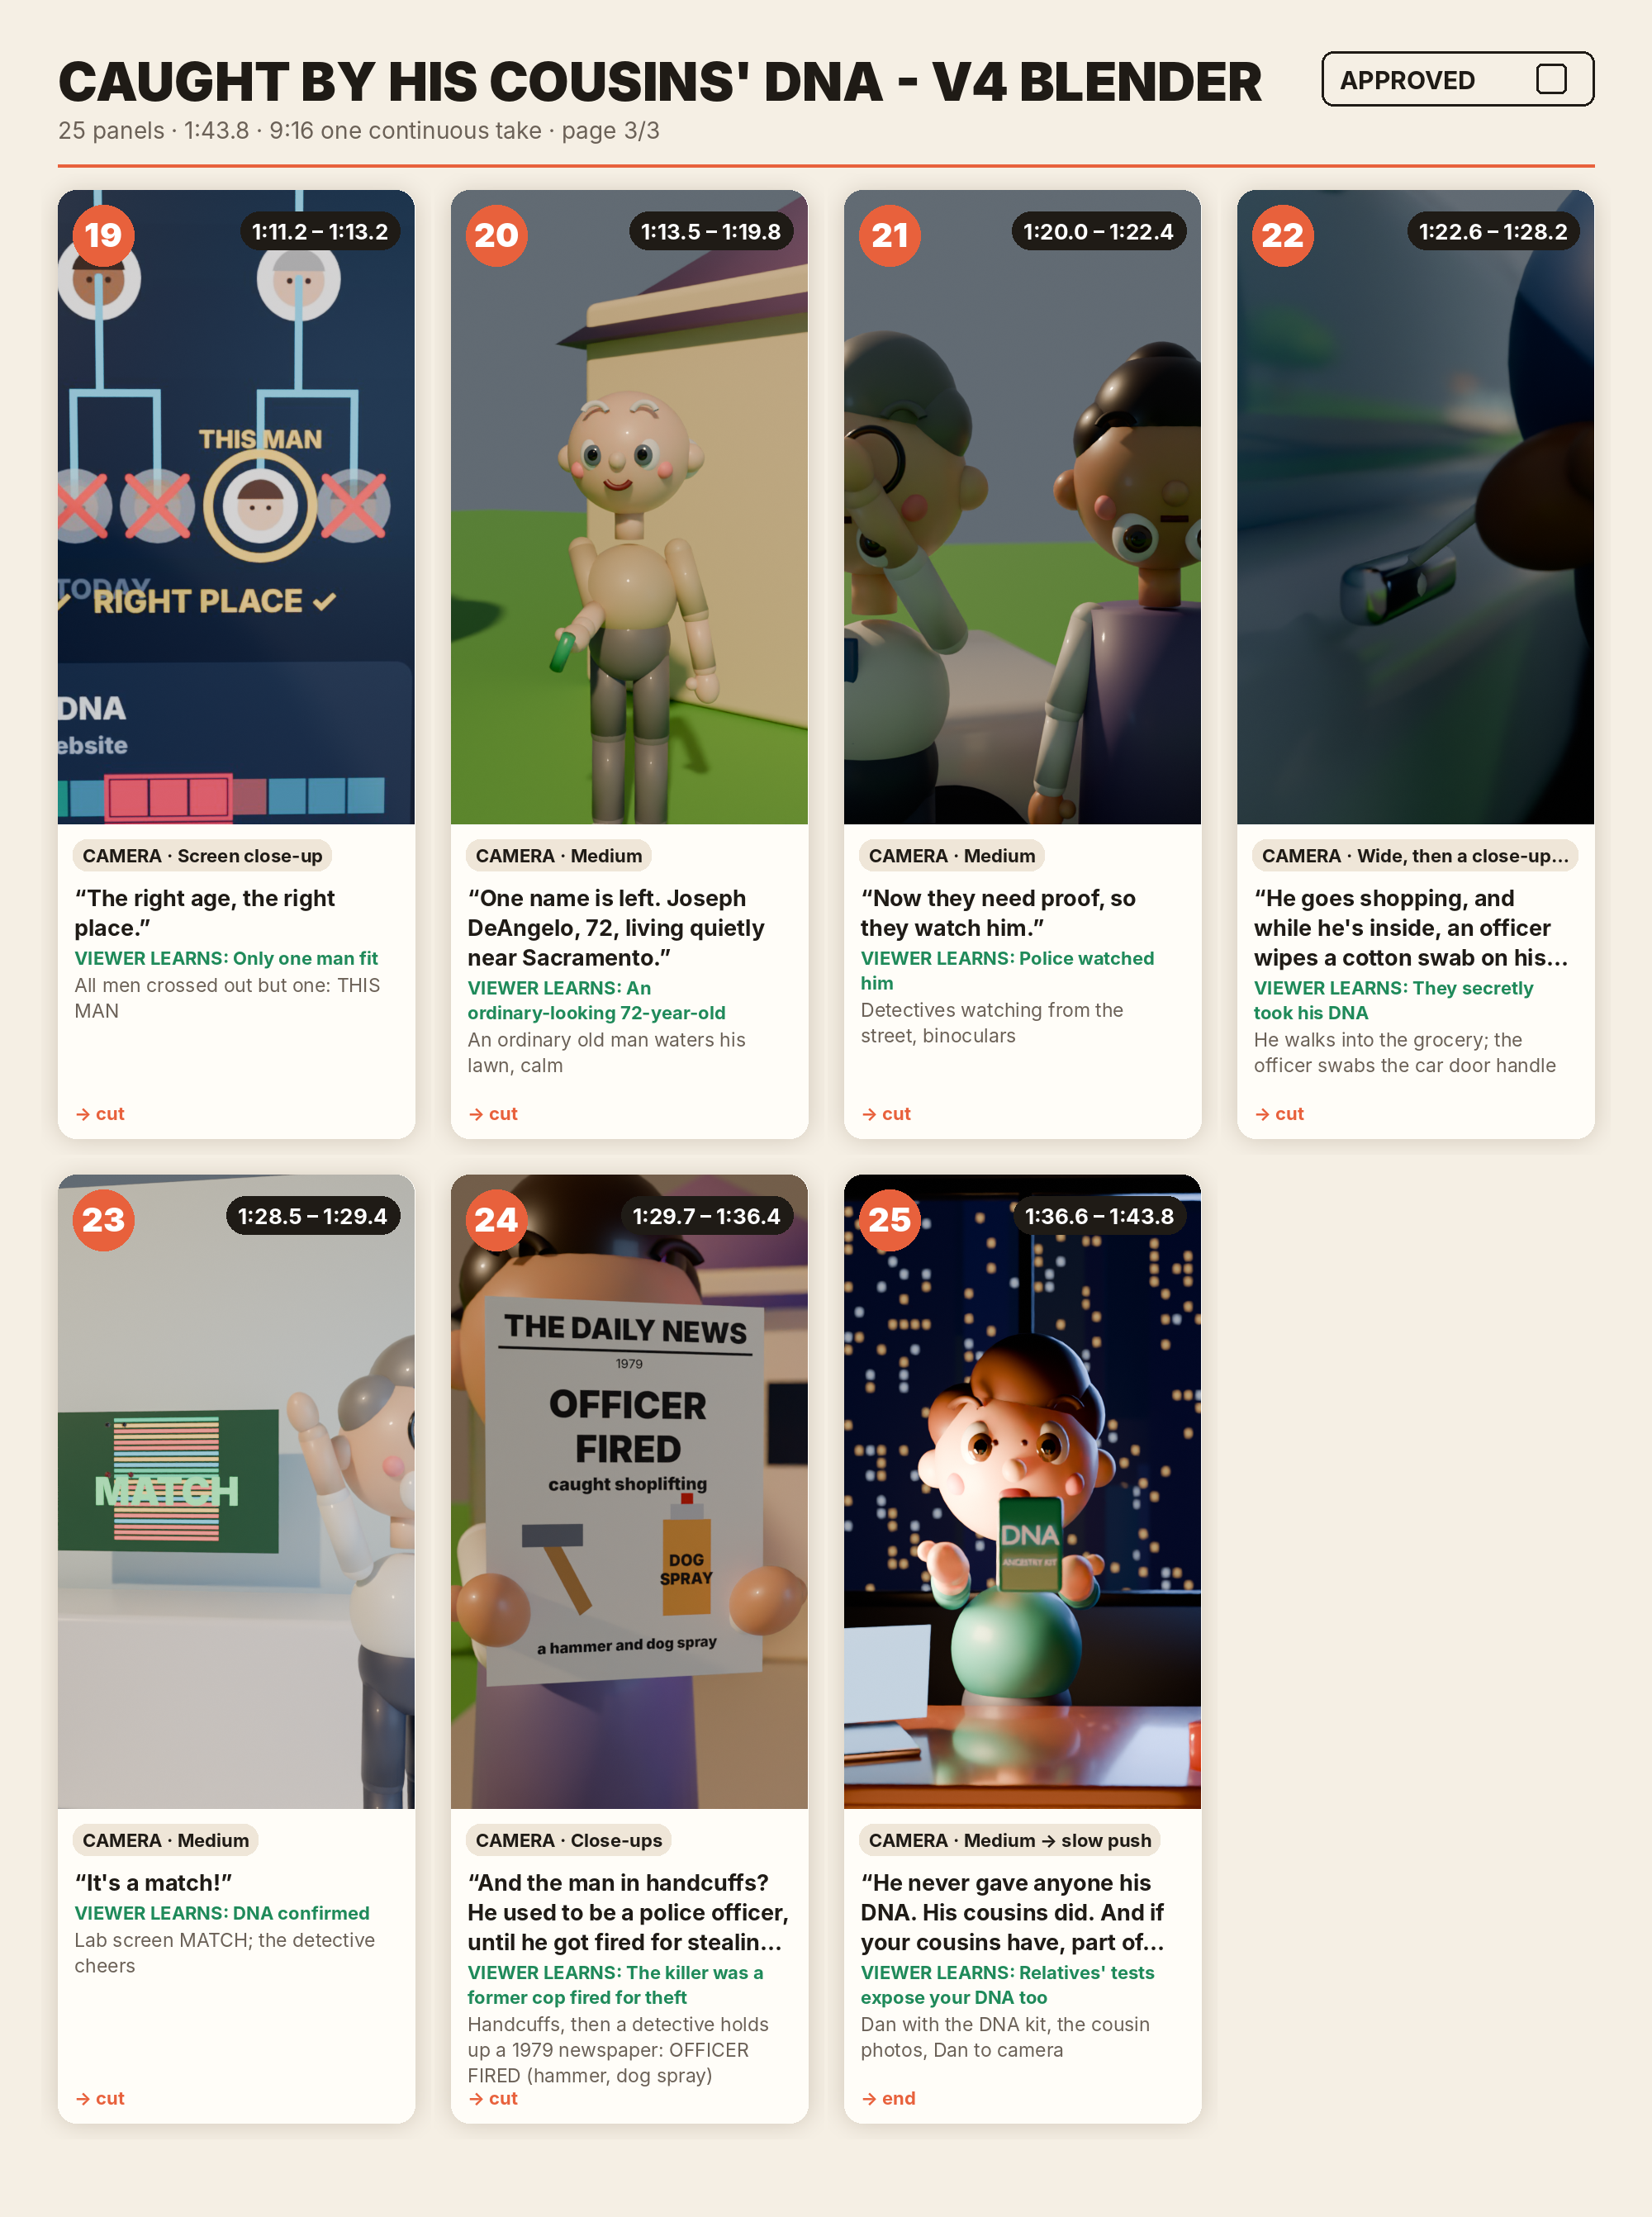 CAUGHT BY HIS COUSINS' DNA - V4 BLENDER
APPROVED
25 panels · 1:43.8 · 9:16 one continuous take · page 3/3
19
1:11.2 – 1:13.2
THIS MAN
TODAY
✓ RIGHT PLACE ✓
DNA
ebsite
CAMERA · Screen close-up
“The right age, the right
place.”
VIEWER LEARNS: Only one man fit
All men crossed out but one: THIS
MAN
→ cut
20
1:13.5 – 1:19.8
CAMERA · Medium
“One name is left. Joseph
DeAngelo, 72, living quietly
near Sacramento.”
VIEWER LEARNS: An
ordinary-looking 72-year-old
An ordinary old man waters his
lawn, calm
→ cut
21
1:20.0 – 1:22.4
CAMERA · Medium
“Now they need proof, so
they watch him.”
VIEWER LEARNS: Police watched
him
Detectives watching from the
street, binoculars
→ cut
22
1:22.6 – 1:28.2
CAMERA · Wide, then a close-up...
“He goes shopping, and
while he's inside, an officer
wipes a cotton swab on his...
VIEWER LEARNS: They secretly
took his DNA
He walks into the grocery; the
officer swabs the car door handle
→ cut
23
1:28.5 – 1:29.4
MATCH
CAMERA · Medium
“It's a match!”
VIEWER LEARNS: DNA confirmed
Lab screen MATCH; the detective
cheers
→ cut
24
1:29.7 – 1:36.4
THE DAILY NEWS
1979
OFFICER
FIRED
caught shoplifting
DOG
SPRAY
a hammer and dog spray
CAMERA · Close-ups
“And the man in handcuffs?
He used to be a police officer,
until he got fired for stealin...
VIEWER LEARNS: The killer was a
former cop fired for theft
Handcuffs, then a detective holds
up a 1979 newspaper: OFFICER
FIRED (hammer, dog spray)
→ cut
25
1:36.6 – 1:43.8
DNA
ANCESTRY KIT
CAMERA · Medium → slow push
“He never gave anyone his
DNA. His cousins did. And if
your cousins have, part of...
VIEWER LEARNS: Relatives' tests
expose your DNA too
Dan with the DNA kit, the cousin
photos, Dan to camera
→ end